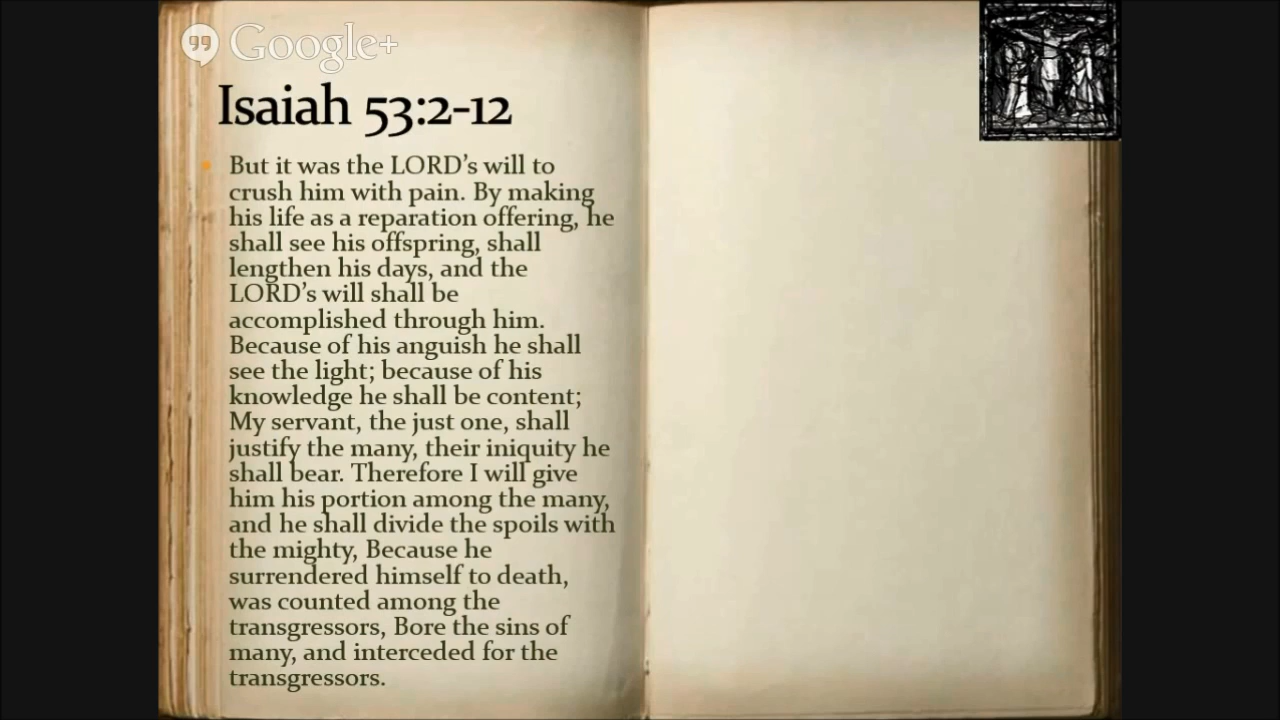 Google+
Isaiah 53:2-12
But it was the LORD's will to
crush him with pain. By making
his life as a reparation offering, he
shall see his offspring, shall
lengthen his days, and the
LORD's will shall be
accomplished through him.
Because of his anguish he shall
see the light; because of his
knowledge he shall be content;
My servant, the just one, shall
justify the many, their iniquity he
shall bear. Therefore I will give
him his portion among the many,
and he shall divide the spoils with
the mighty, Because he
surrendered himself to death,
was counted among the
transgressors, Bore the sins of
many, and interceded for the
transgressors.